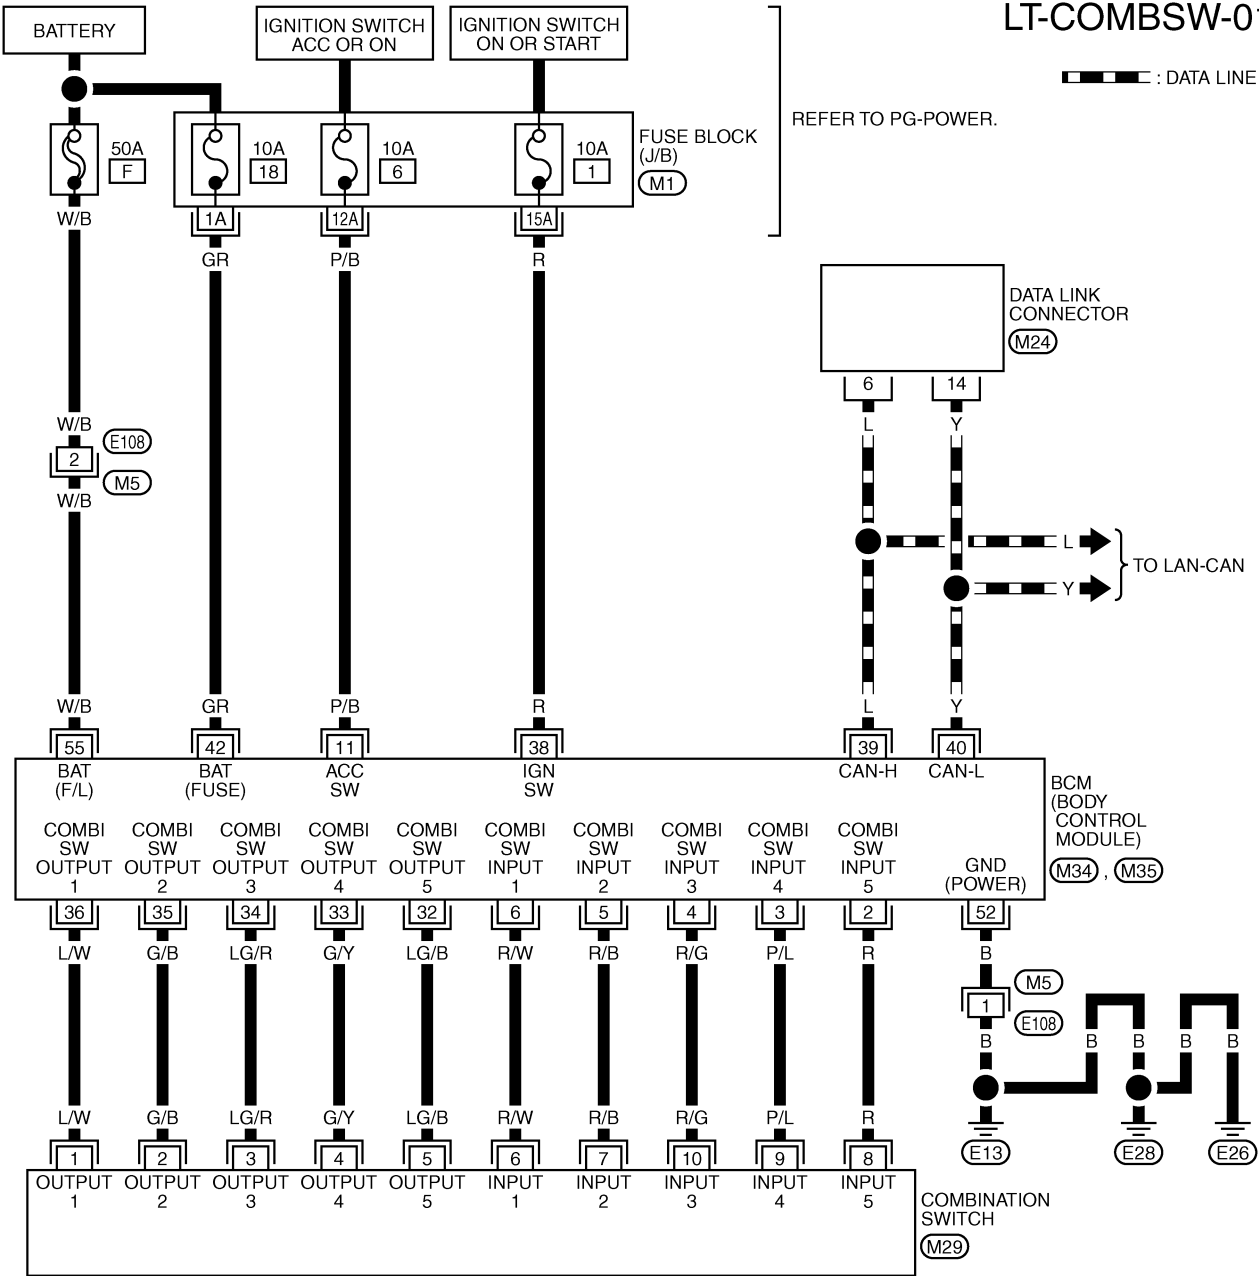 LT-COMBSW-01
BATTERY
IGNITION SWITCH
ACC OR ON
IGNITION SWITCH
ON OR START
: DATA LINE
REFER TO PG-POWER.
50A
F
10A
18
10A
6
10A
1
FUSE BLOCK
(J/B)
M1
W/B
1A
12A
15A
GR
P/B
R
DATA LINK
CONNECTOR
M24
6
14
L
Y
W/B
E108
2
M5
W/B
L
TO LAN-CAN
Y
W/B
GR
P/B
R
L
Y
55
42
11
38
39
40
BAT
(F/L)
BAT
(FUSE)
ACC
SW
IGN
SW
CAN-H
CAN-L
BCM
(BODY
CONTROL
MODULE)
M34 , M35
COMBI
SW
OUTPUT
1
COMBI
SW
OUTPUT
2
COMBI
SW
OUTPUT
3
COMBI
SW
OUTPUT
4
COMBI
SW
OUTPUT
5
COMBI
SW
INPUT
1
COMBI
SW
INPUT
2
COMBI
SW
INPUT
3
COMBI
SW
INPUT
4
COMBI
SW
INPUT
5
GND
(POWER)
36
35
34
33
32
6
5
4
3
2
52
L/W
G/B
LG/R
G/Y
LG/B
R/W
R/B
R/G
P/L
R
B
M5
1
E108
B
B
B
B
B
L/W
G/B
LG/R
G/Y
LG/B
R/W
R/B
R/G
P/L
R
1
2
3
4
5
6
7
10
9
8
E13
E28
E26
OUTPUT
1
OUTPUT
2
OUTPUT
3
OUTPUT
4
OUTPUT
5
INPUT
1
INPUT
2
INPUT
3
INPUT
4
INPUT
5
COMBINATION
SWITCH
M29